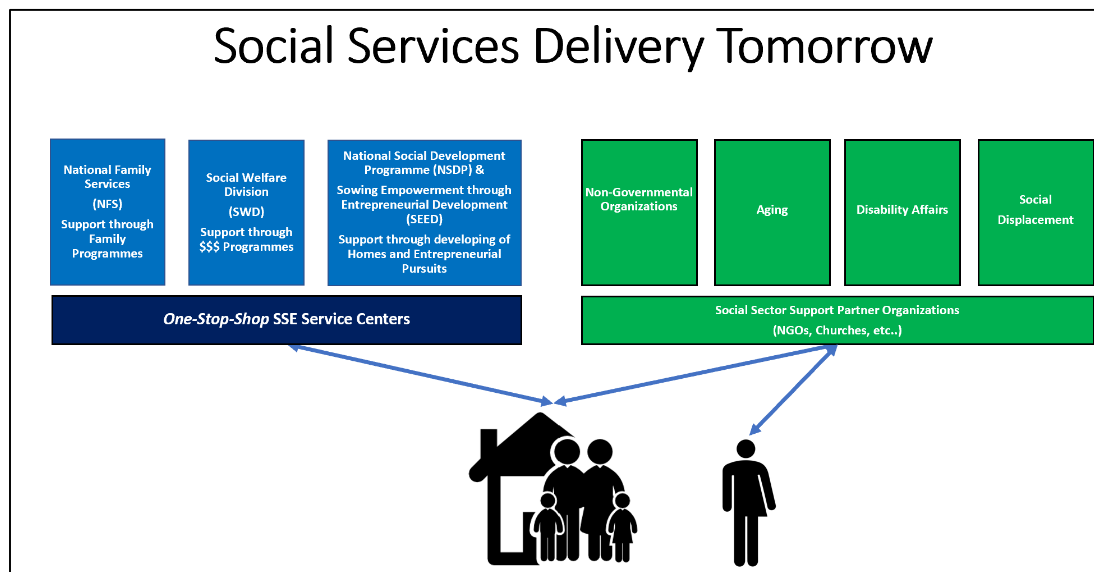 Social Services Delivery Tomorrow
National Family
Services
(NFS)
Support through
Family
Programmes
Social Welfare
Division
(SWD)
Support through
$$$ Programmes
National Social Development
Programme (NSDP) &
Sowing Empowerment through
Entrepreneurial Development
(SEED)
Support through developing of
Homes and Entrepreneurial
Pursuits
One-Stop-Shop SSE Service Centers
Non-Governmental
Organizations
Aging
Disability Affairs
Social
Displacement
Social Sector Support Partner Organizations
(NGOs, Churches, etc..)